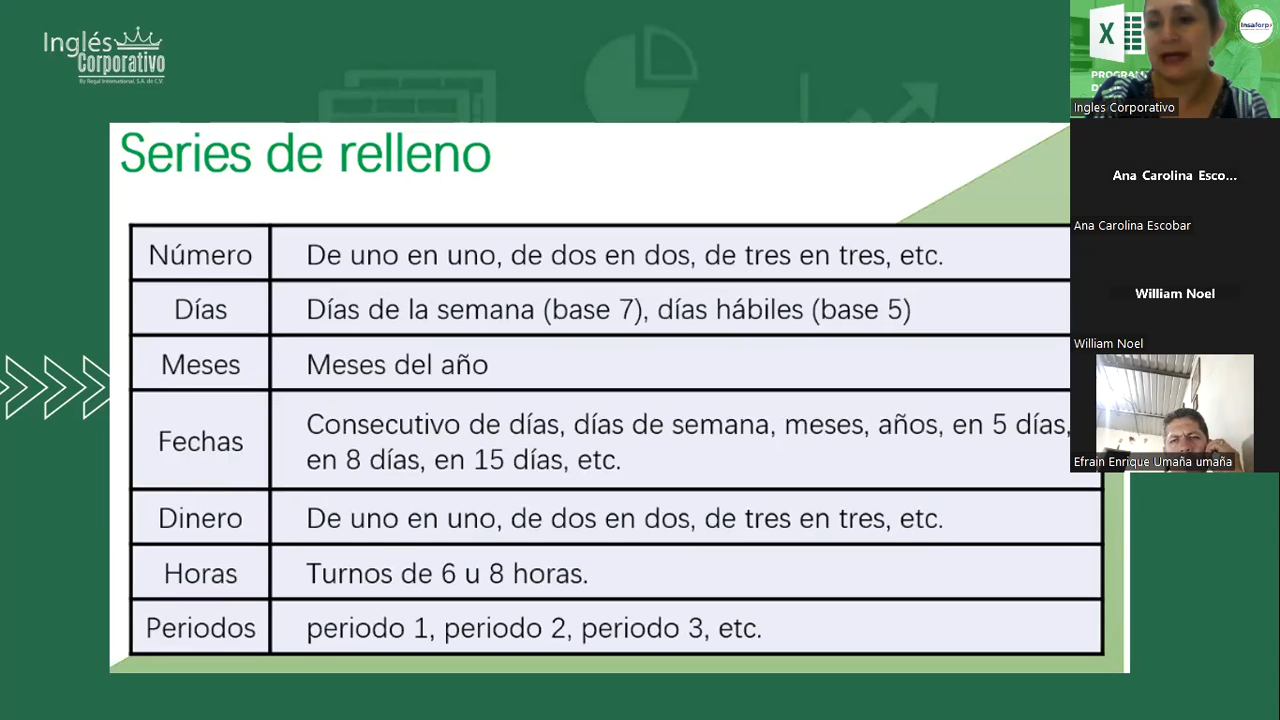 Inglés
Corporativo
By Regal International, S.A. de C.V.
Series de relleno
Número De uno en uno, de dos en dos, de tres en tres, etc.
Días Días de la semana (base 7), días hábiles (base 5)
Meses Meses del año
Fechas Consecutivo de días, días de semana, meses, años, en 5 días,
en 8 días, en 15 días, etc.
Dinero De uno en uno, de dos en dos, de tres en tres, etc.
Horas Turnos de 6 u 8 horas.
Periodos periodo 1, periodo 2, periodo 3, etc.
X
Insaforp
Ingles Corporativo
Ana Carolina Esco...
Ana Carolina Escobar
William Noel
William Noel
Efrain Enrique Umaña umaña